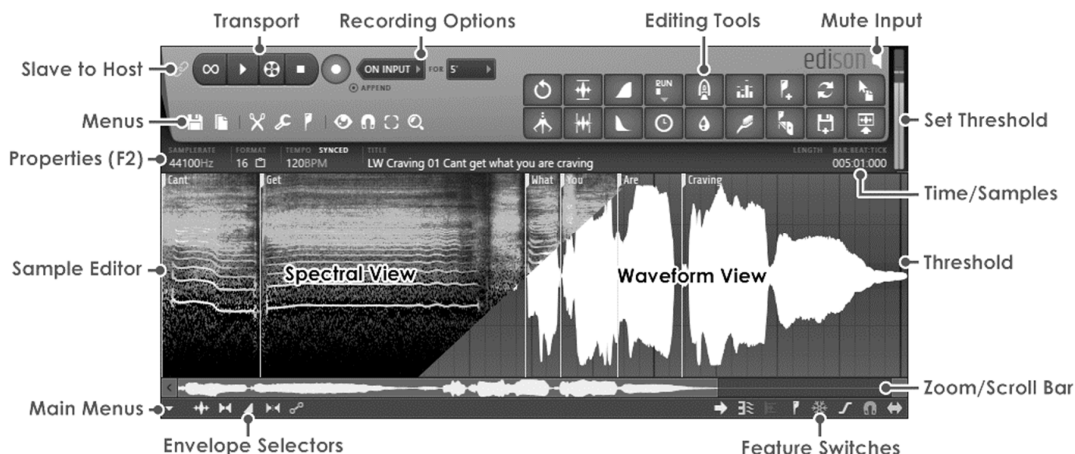 Transport
Recording Options
Editing Tools
Mute Input
Slave to Host
edison
ON INPUT
FOR
5'
APPEND
RUN
Menus
Set Threshold
Properties (F2)
SAMPLERATE
FORMAT
TEMPO SYNCED
TITLE
LENGTH
BAR:BEAT:TICK
44100Hz
16
120BPM
LW Craving 01 Cant get what you are craving
005:01:000
Cant
Get
What
You
Are
Craving
Time/Samples
Sample Editor
Spectral View
Waveform View
Threshold
Zoom/Scroll Bar
Main Menus
Envelope Selectors
Feature Switches